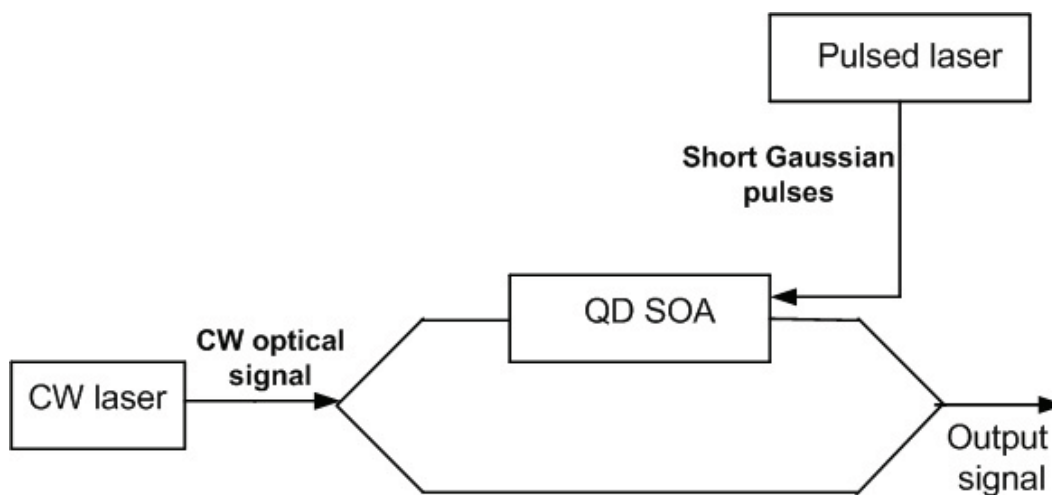 Pulsed laser
Short Gaussian
pulses
QD SOA
CW optical
signal
CW laser
Output
signal